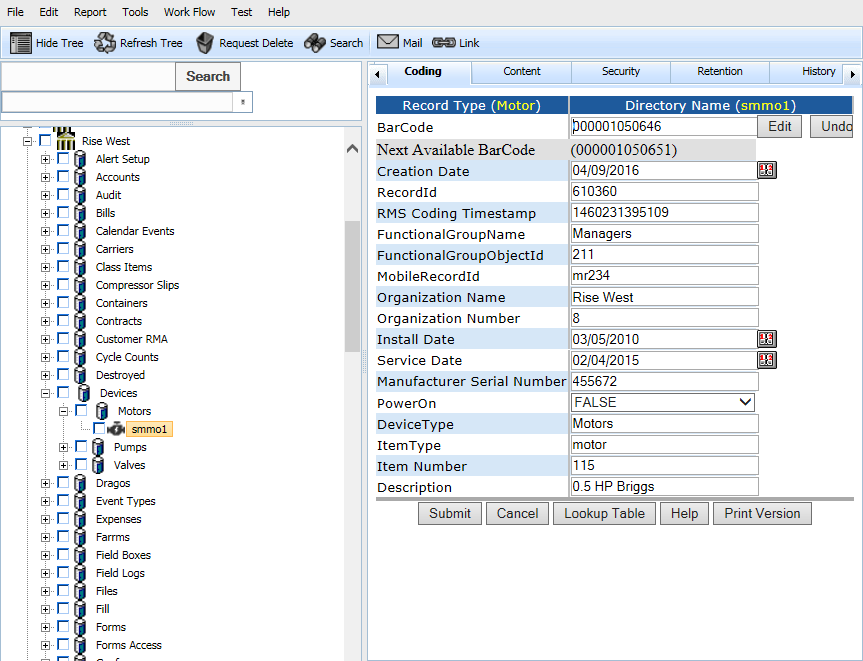 File Edit Report Tools Work Flow Test Help
Hide Tree Refresh Tree Request Delete Search Mail Link
Search
Rise West
Alert Setup
Accounts
Audit
Bills
Calendar Events
Carriers
Class Items
Compressor Slips
Containers
Contracts
Customer RMA
Cycle Counts
Destroyed
Devices
Motors
smmo1
Pumps
Valves
Dragos
Event Types
Expenses
Farrms
Field Boxes
Field Logs
Files
Fill
Forms
Forms Access
Coding Content Security Retention History
Record Type (Motor) Directory Name (smmo1)
BarCode 000001050646 Edit Undo
Next Available BarCode (000001050651)
Creation Date 04/09/2016
RecordId 610360
RMS Coding Timestamp 1460231395109
FunctionalGroupName Managers
FunctionalGroupObjectId 211
MobileRecordId mr234
Organization Name Rise West
Organization Number 8
Install Date 03/05/2010
Service Date 02/04/2015
Manufacturer Serial Number 455672
PowerOn FALSE
DeviceType Motors
ItemType motor
Item Number 115
Description 0.5 HP Briggs
Submit Cancel Lookup Table Help Print Version